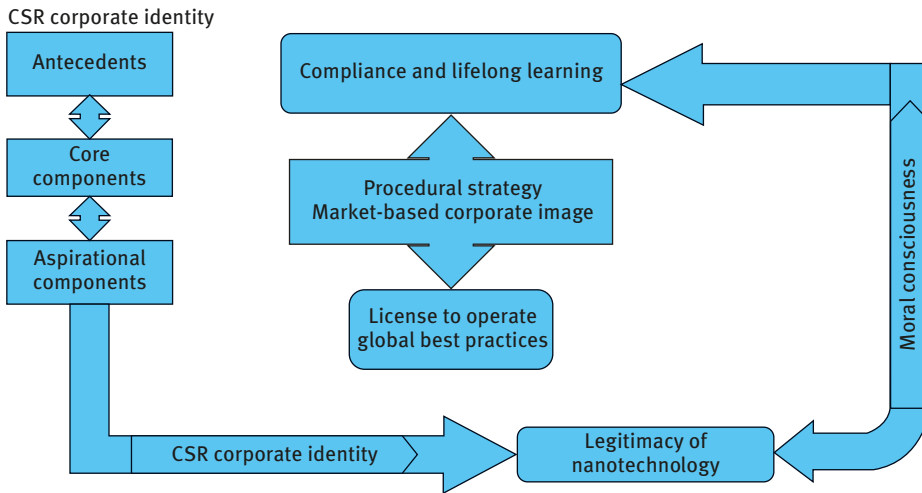 CSR corporate identity
Antecedents
Core
components
Aspirational
components
Compliance and lifelong learning
Procedural strategy
Market-based corporate image
License to operate
global best practices
Moral consciousness
CSR corporate identity
Legitimacy of
nanotechnology